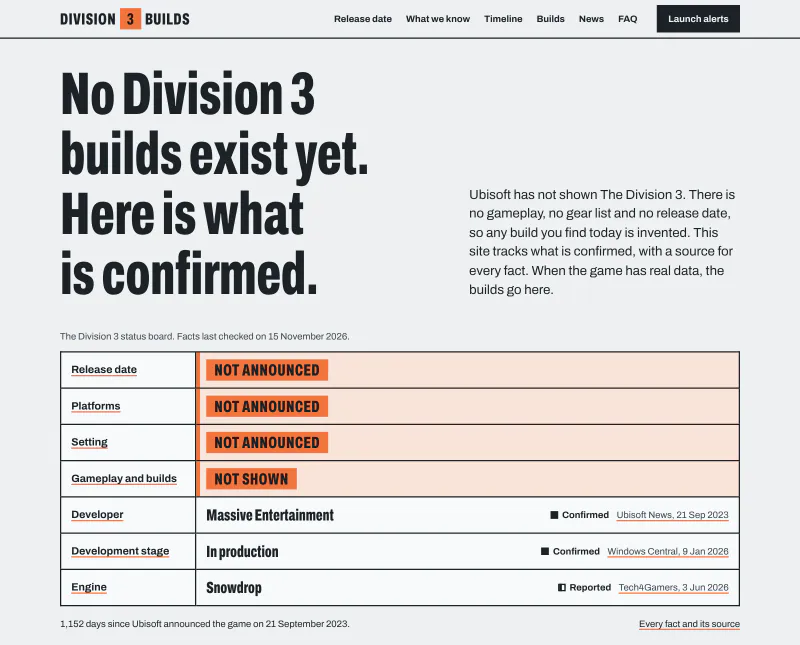 DIVISION 3 BUILDS
Release date What we know Timeline Builds News FAQ Launch alerts
No Division 3
builds exist yet.
Here is what
is confirmed.
Ubisoft has not shown The Division 3. There is
no gameplay, no gear list and no release date,
so any build you find today is invented. This
site tracks what is confirmed, with a source for
every fact. When the game has real data, the
builds go here.
The Division 3 status board. Facts last checked on 15 November 2026.
Release date NOT ANNOUNCED
Platforms NOT ANNOUNCED
Setting NOT ANNOUNCED
Gameplay and builds NOT SHOWN
Developer Massive Entertainment Confirmed Ubisoft News, 21 Sep 2023
Development stage In production Confirmed Windows Central, 9 Jan 2026
Engine Snowdrop Reported Tech4Gamers, 3 Jun 2026
1,152 days since Ubisoft announced the game on 21 September 2023. Every fact and its source